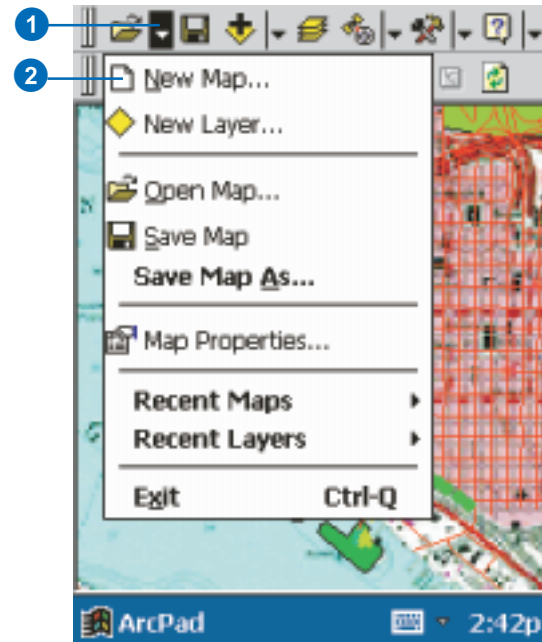 1
2
New Map...
New Layer...
Open Map...
Save Map
Save Map As...
Map Properties...
Recent Maps
Recent Layers
Exit Ctrl-Q
ArcPad 2:42p